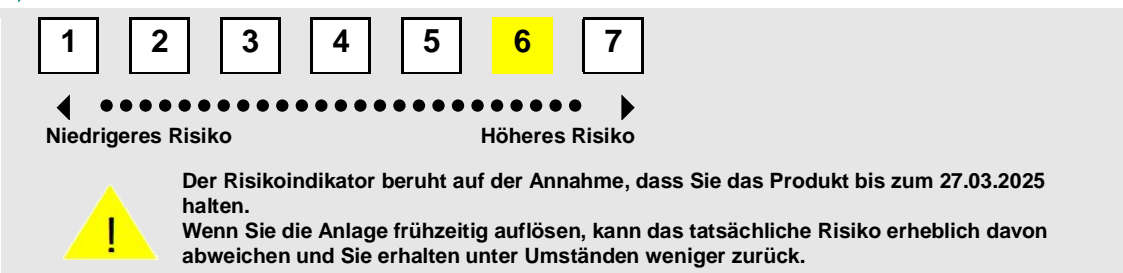 1 2 3 4 5 6 7
Niedrigeres Risiko Höheres Risiko
Der Risikoindikator beruht auf der Annahme, dass Sie das Produkt bis zum 27.03.2025
halten.
Wenn Sie die Anlage frühzeitig auflösen, kann das tatsächliche Risiko erheblich davon
abweichen und Sie erhalten unter Umständen weniger zurück.
!